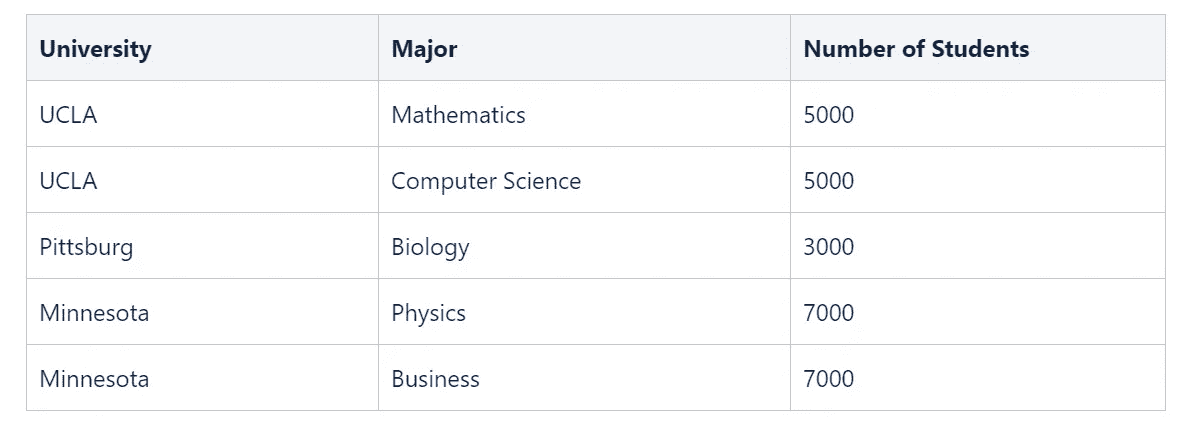 University Major Number of Students
UCLA Mathematics 5000
UCLA Computer Science 5000
Pittsburg Biology 3000
Minnesota Physics 7000
Minnesota Business 7000